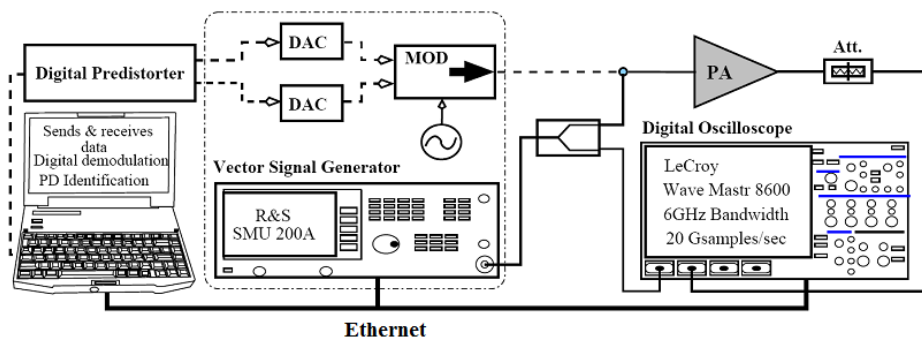 DAC
Att.
MOD
Digital Predistorter
PA
DAC
Sends & receives
data
Digital demodulation
PD Identification
Digital Oscilloscope
Vector Signal Generator
LeCroy
Wave Mastr 8600
6GHz Bandwidth
20 Gsamples/sec
R&S
SMU 200A
Ethernet